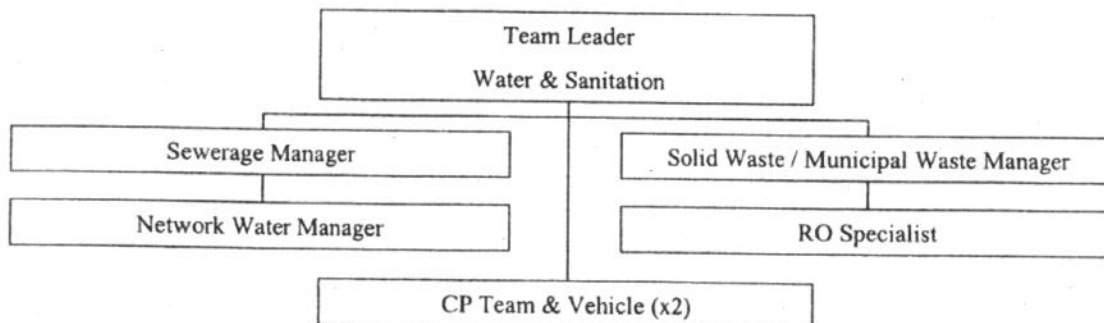 Team Leader
Water & Sanitation
Sewerage Manager
Solid Waste / Municipal Waste Manager
Network Water Manager
RO Specialist
CP Team & Vehicle (x2)